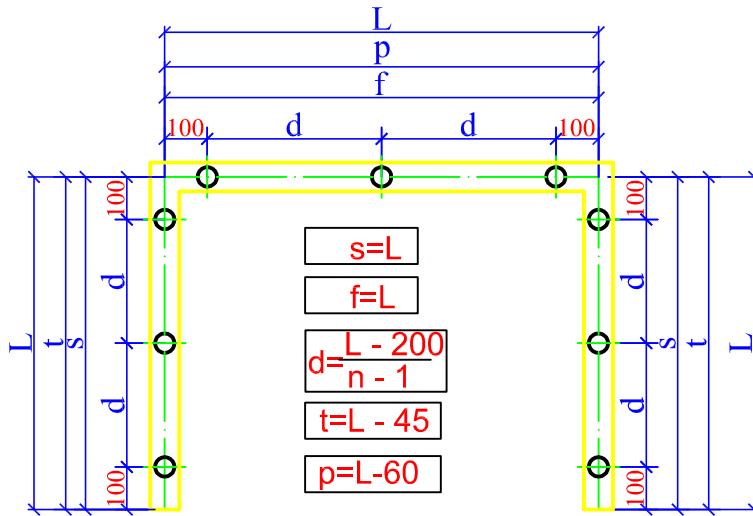 L
p
f
100 d d 100
100 100
d d
L t s s t L
d d
100 100
s=L
f=L
d=L - 200
n - 1
t=L - 45
p=L-60